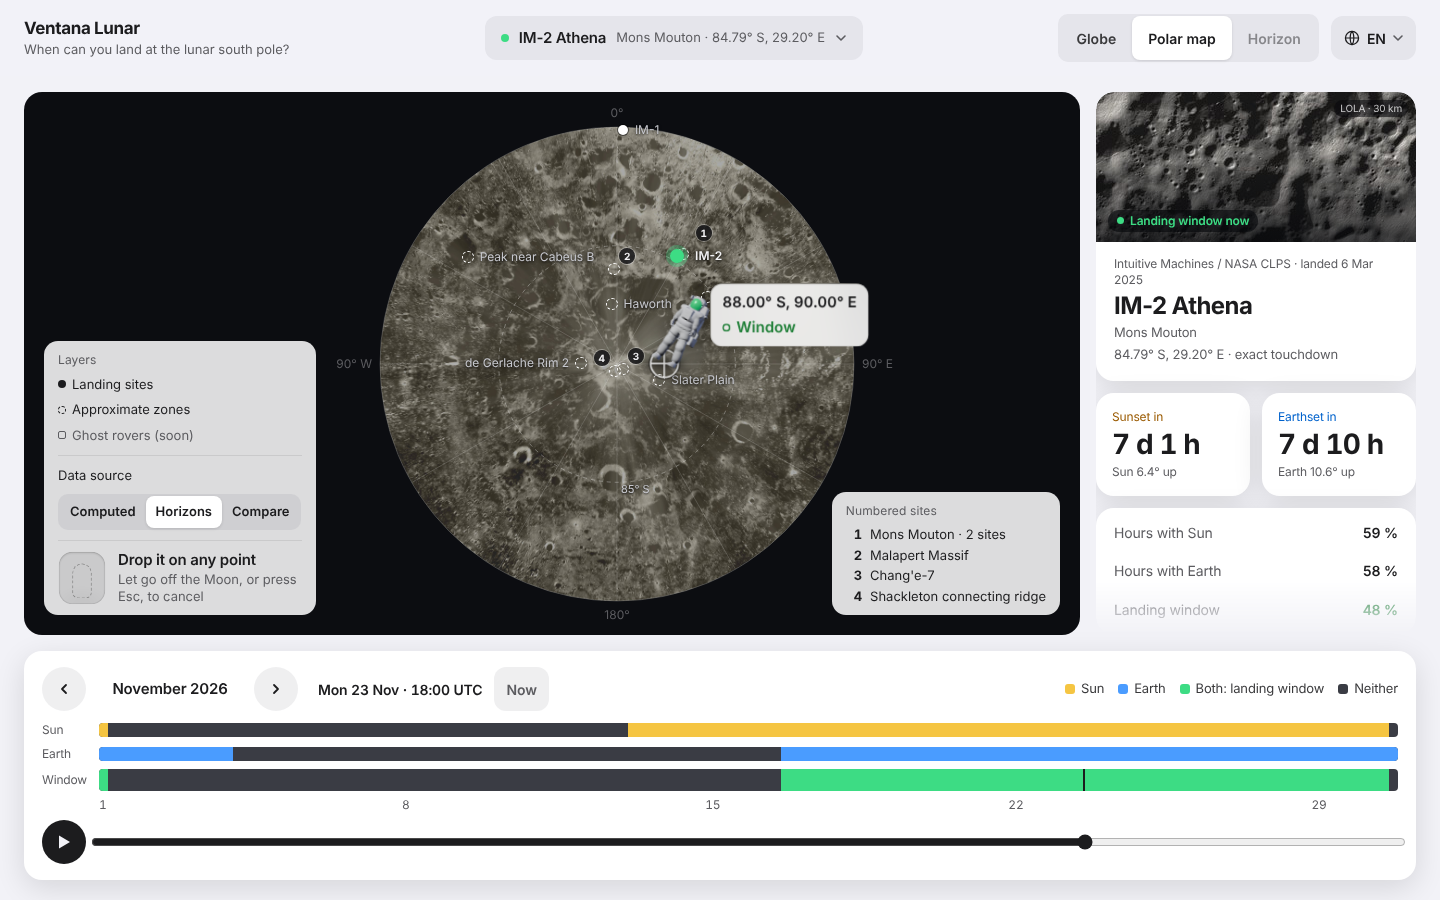 Ventana Lunar
When can you land at the lunar south pole?
IM-2 Athena Mons Mouton · 84.79° S, 29.20° E
Globe
Polar map
Horizon
EN
0°
IM-1
1
2
IM-2
Peak near Cabeus B
Haworth
88.00° S, 90.00° E
Window
90° W
de Gerlache Rim 2
4
3
Slater Plain
90° E
85° S
180°
Layers
Landing sites
Approximate zones
Ghost rovers (soon)
Data source
Computed
Horizons
Compare
Drop it on any point
Let go off the Moon, or press
Esc, to cancel
Numbered sites
1 Mons Mouton · 2 sites
2 Malapert Massif
3 Chang'e-7
4 Shackleton connecting ridge
LOLA · 30 km
Landing window now
Intuitive Machines / NASA CLPS · landed 6 Mar
2025
IM-2 Athena
Mons Mouton
84.79° S, 29.20° E · exact touchdown
Sunset in
7 d 1 h
Sun 6.4° up
Earthset in
7 d 10 h
Earth 10.6° up
Hours with Sun 59 %
Hours with Earth 58 %
Landing window 48 %
November 2026
Mon 23 Nov · 18:00 UTC
Now
Sun
Earth
Both: landing window
Neither
Sun
Earth
Window
1 8 15 22 29